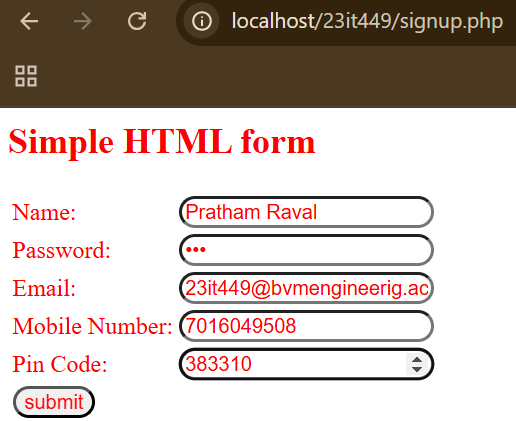 localhost/23it449/signup.php
Simple HTML form
Name: Pratham Raval
Password: •••
Email: 23it449@bvmengineerig.ac
Mobile Number: 7016049508
Pin Code: 383310
submit